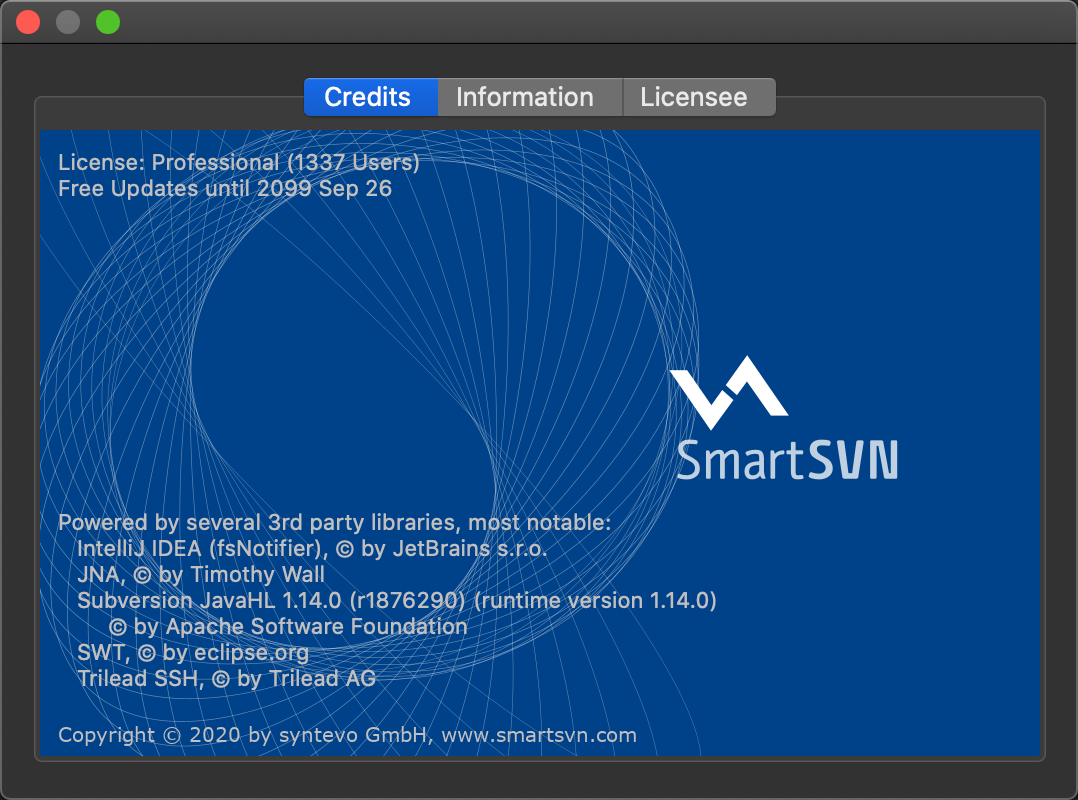 Credits Information Licensee
License: Professional (1337 Users)
Free Updates until 2099 Sep 26
SmartSVN
Powered by several 3rd party libraries, most notable:
IntelliJ IDEA (fsNotifier), © by JetBrains s.r.o.
JNA, © by Timothy Wall
Subversion JavaHL 1.14.0 (r1876290) (runtime version 1.14.0)
© by Apache Software Foundation
SWT, © by eclipse.org
Trilead SSH, © by Trilead AG
Copyright © 2020 by syntevo GmbH, www.smartsvn.com